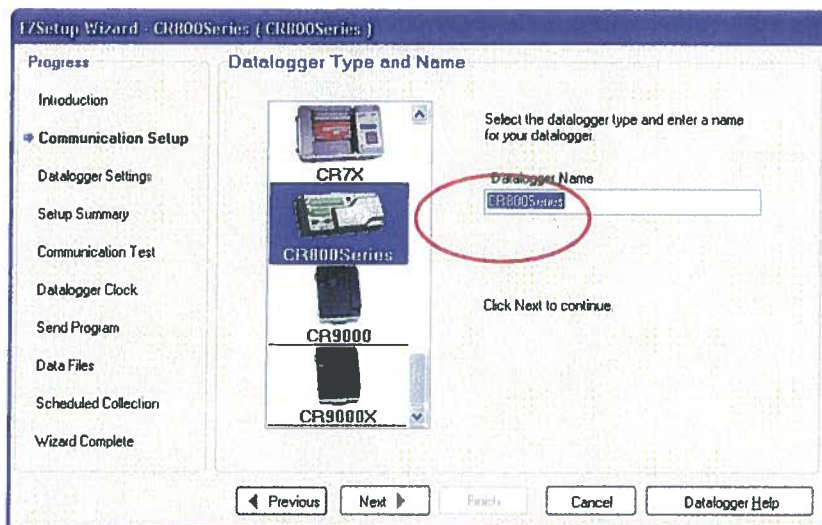 EZSetup Wizard - CR800Series ( CR800Series )
Progress
Introduction
Communication Setup
Datalogger Settings
Setup Summary
Communication Test
Datalogger Clock
Send Program
Data Files
Scheduled Collection
Wizard Complete
Datalogger Type and Name
CR7X
CR800Series
CR9000
CR9000X
Select the datalogger type and enter a name
for your datalogger.
Datalogger Name
CR800Series
Click Next to continue.
Previous
Next
Finish
Cancel
Datalogger Help